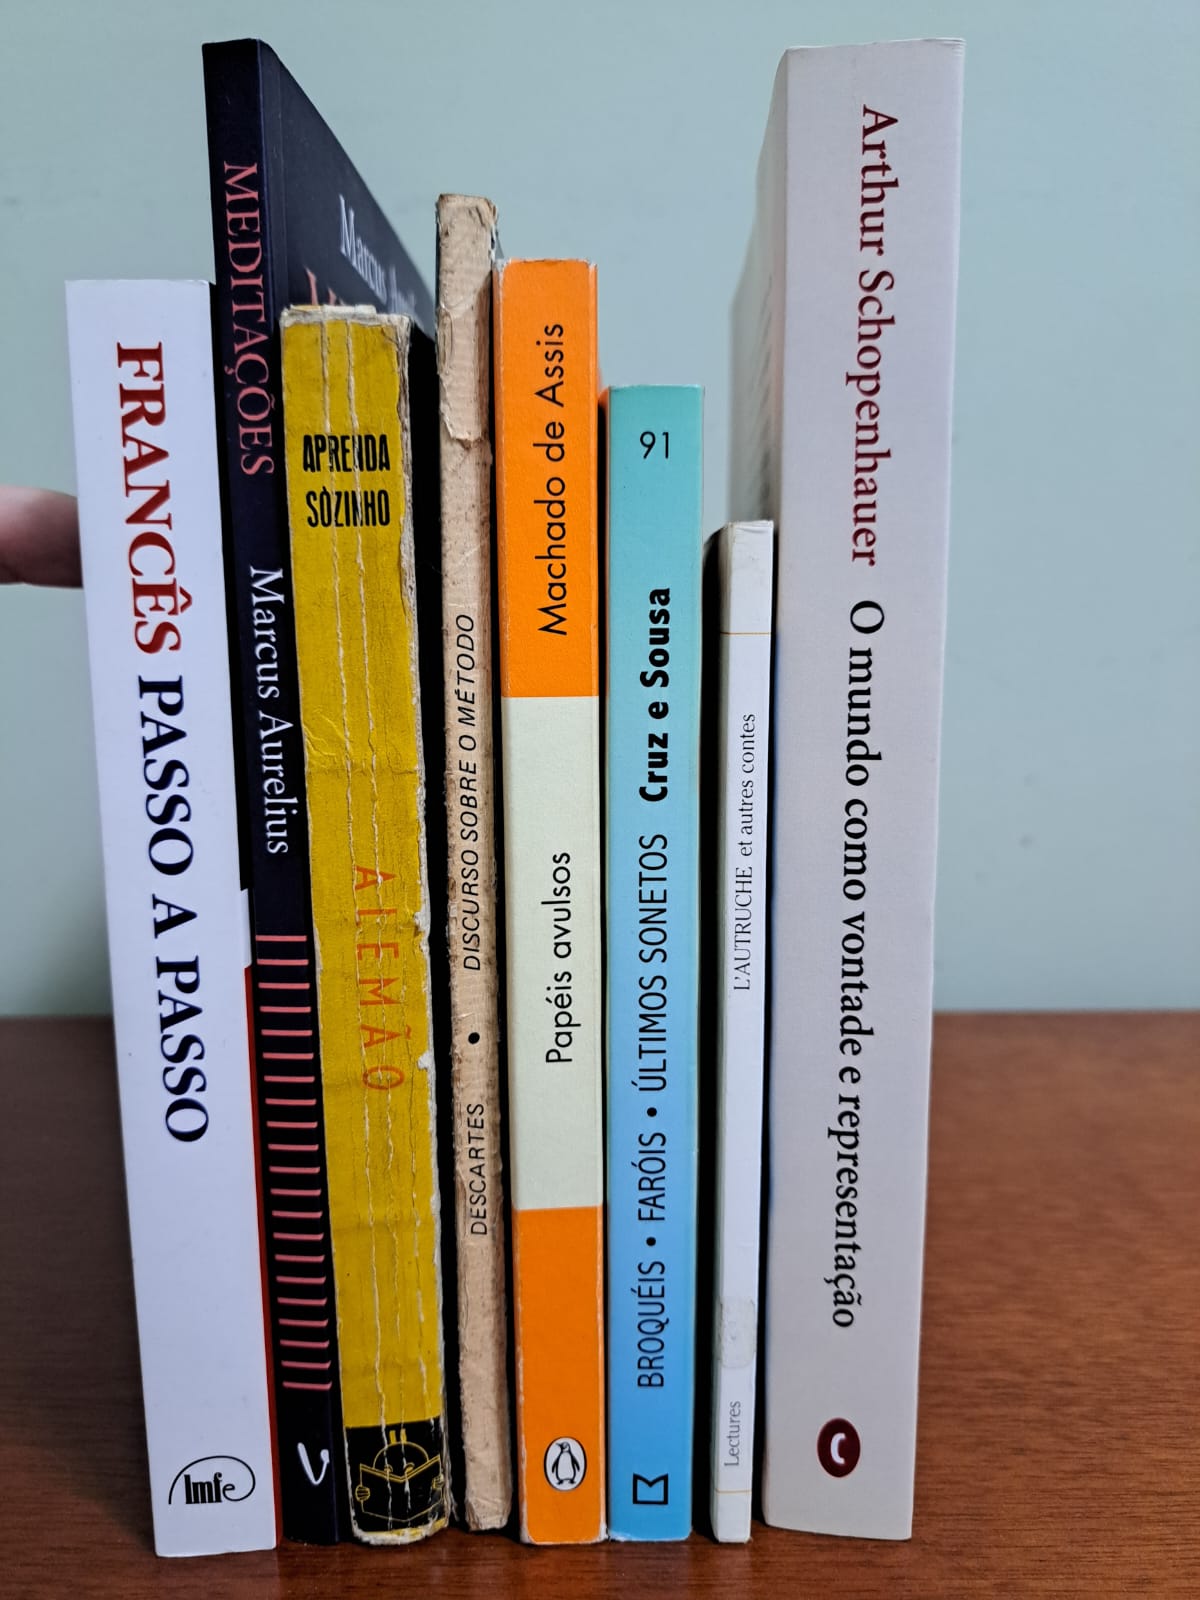 FRANCÊS PASSO A PASSO
lmfe
MEDITAÇÕES
Marcus Aurelius
Marcus
APRENDA
SÒZINHO
ALEMÃO
DESCARTES • DISCURSO SOBRE O MÉTODO
Machado de Assis
Papéis avulsos
91
BROQUÉIS • FARÓIS • ÚLTIMOS SONETOS Cruz e Sousa
Lectures
L'AUTRUCHE et autres contes
Arthur Schopenhauer O mundo como vontade e representação